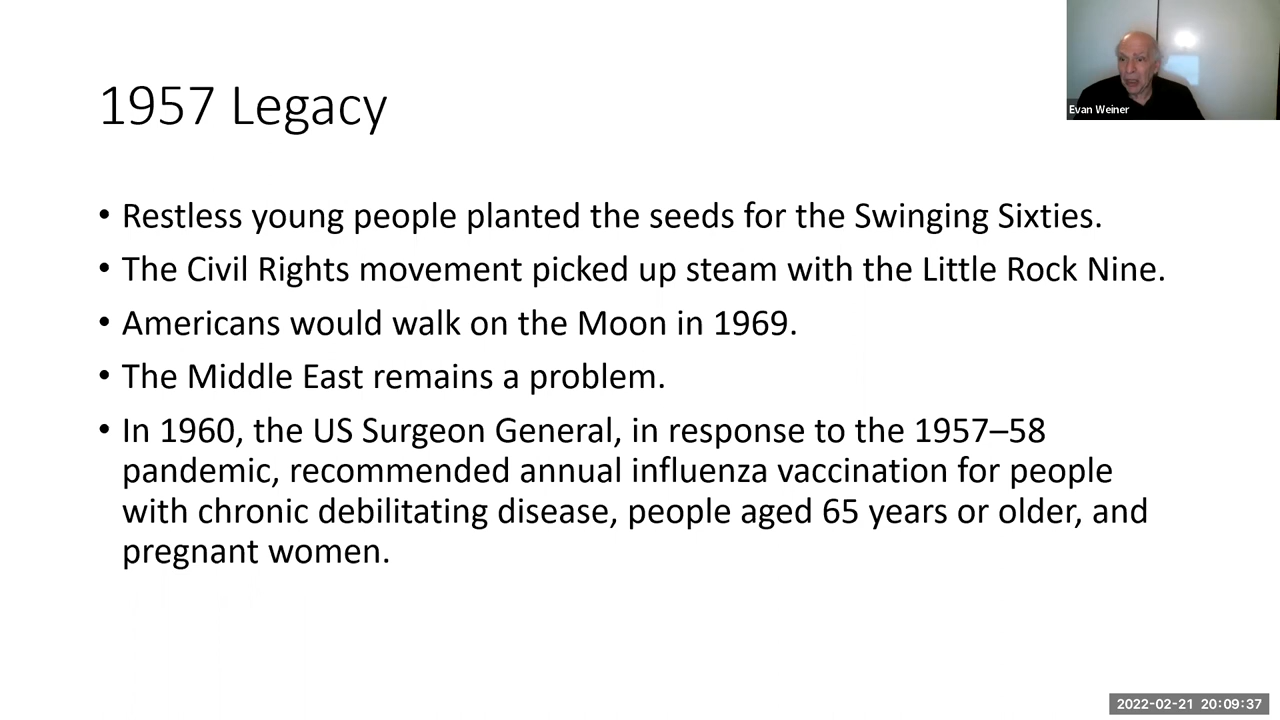 1957 Legacy
Evan Weiner
• Restless young people planted the seeds for the Swinging Sixties.
• The Civil Rights movement picked up steam with the Little Rock Nine.
• Americans would walk on the Moon in 1969.
• The Middle East remains a problem.
• In 1960, the US Surgeon General, in response to the 1957–58
pandemic, recommended annual influenza vaccination for people
with chronic debilitating disease, people aged 65 years or older, and
pregnant women.
2022-02-21 20:09:37